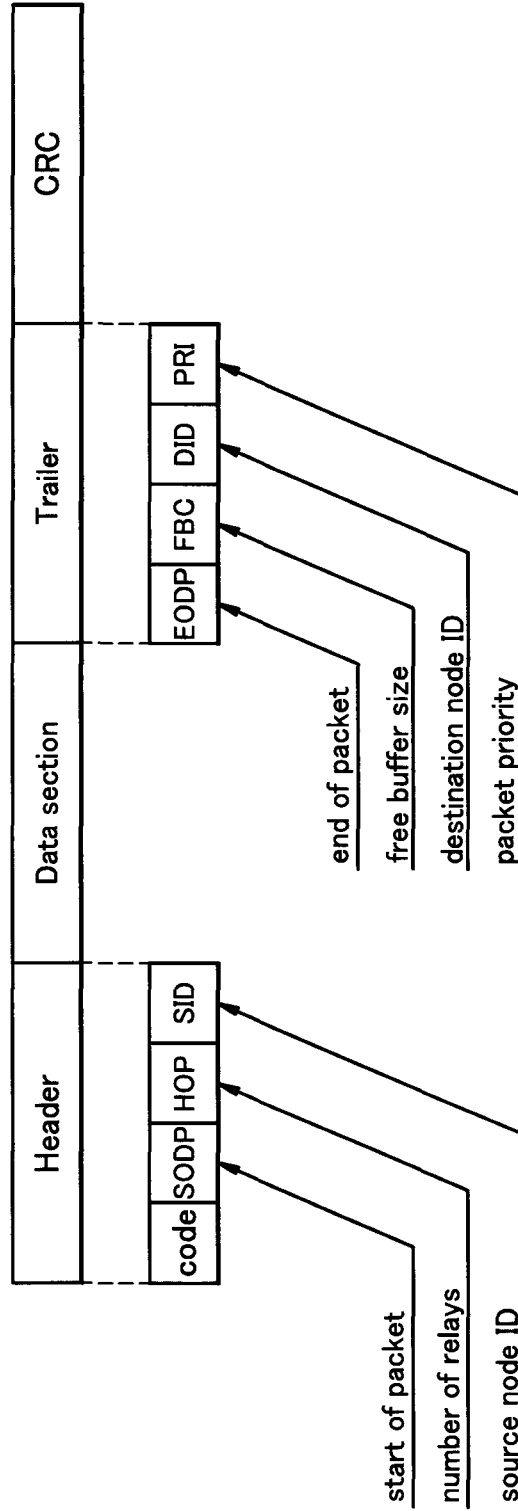 Header
Data section
Trailer
CRC
code
SODP
HOP
SID
EODP
FBC
DID
PRI
start of packet
number of relays
source node ID
end of packet
free buffer size
destination node ID
packet priority